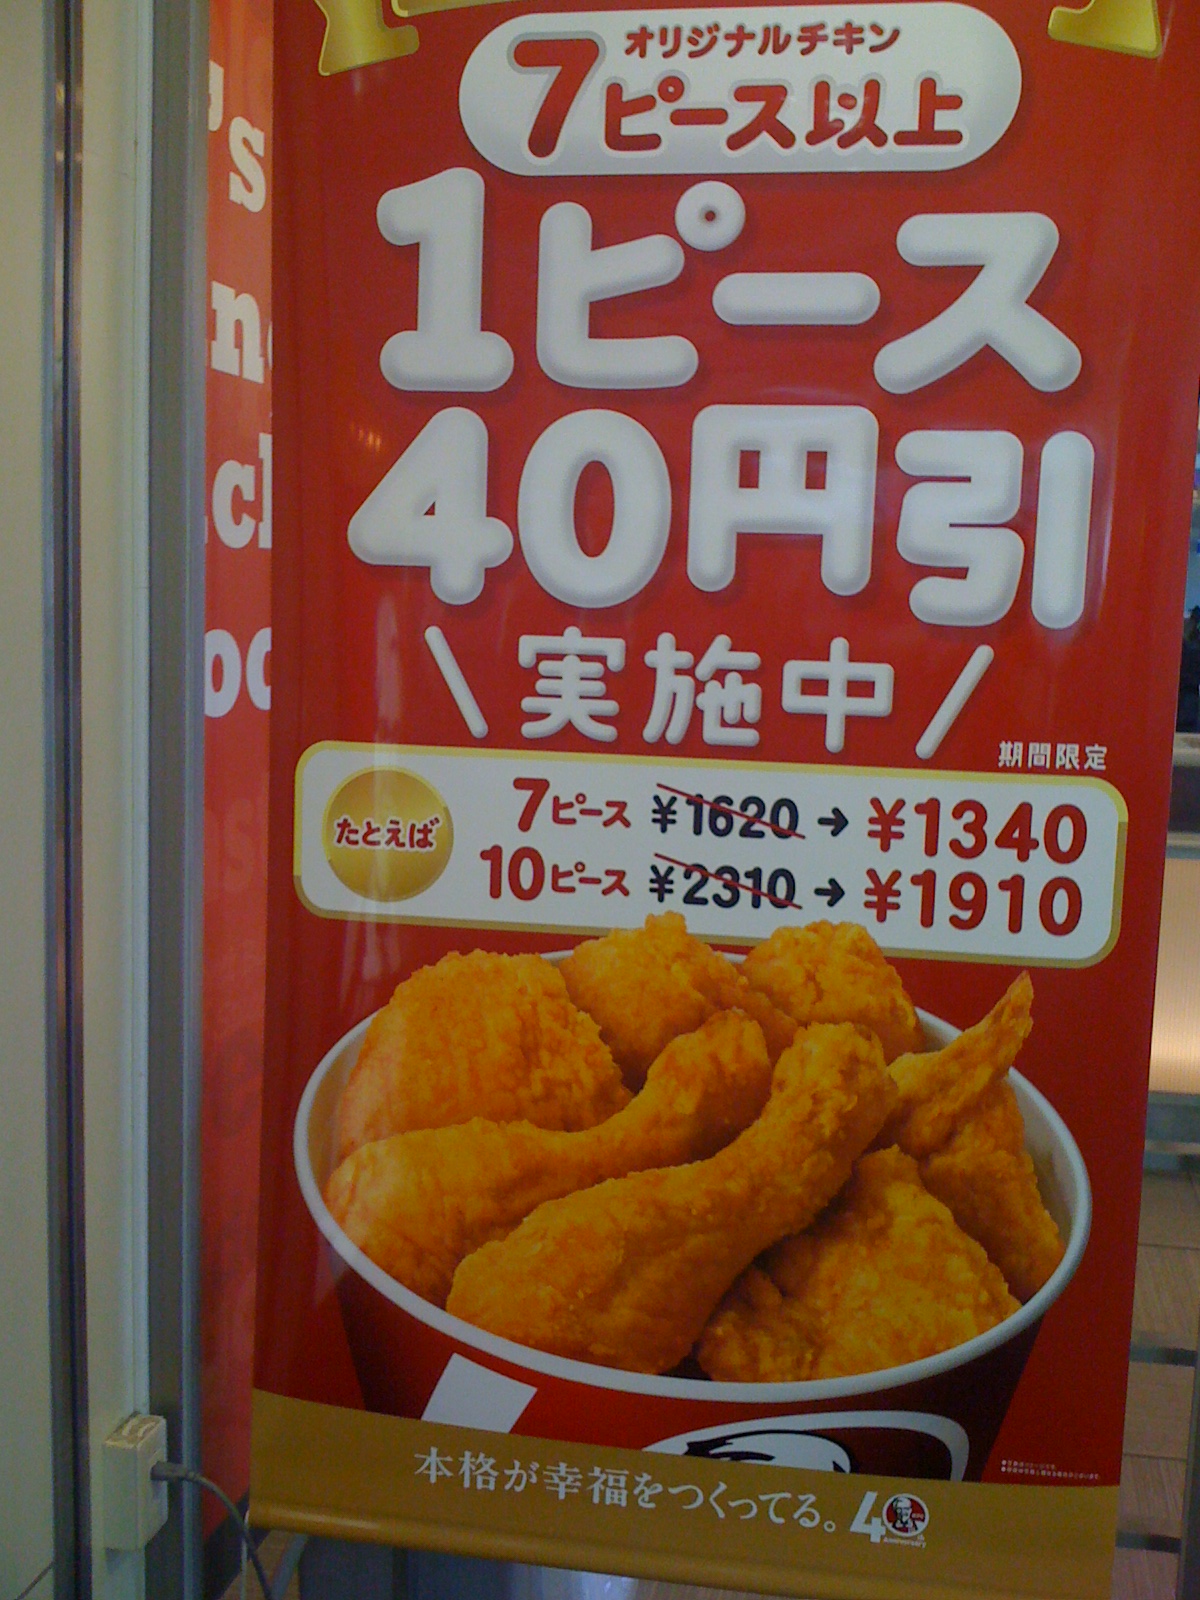 オリジナルチキン
7ピース以上
1ピース
40円引
\ 実施中 /
期間限定
たとえば
7ピース ¥1620 → ¥1340
10ピース ¥2310 → ¥1910
本格が幸福をつくってる。 40
Anniversary
's